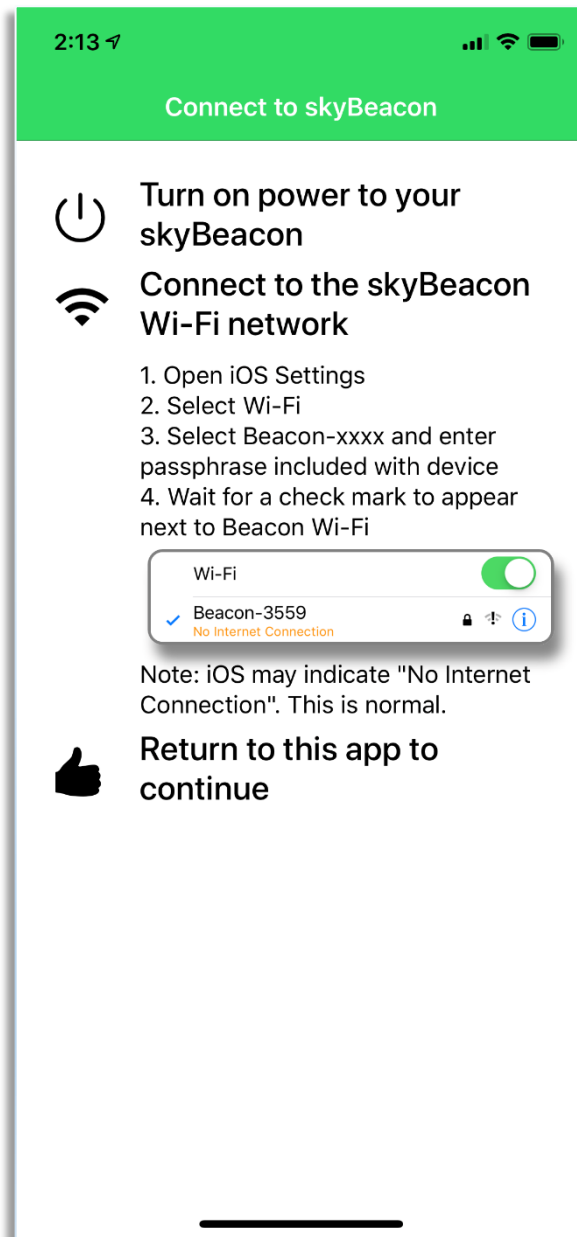 2:13
Connect to skyBeacon
Turn on power to your
skyBeacon
Connect to the skyBeacon
Wi-Fi network
1. Open iOS Settings
2. Select Wi-Fi
3. Select Beacon-xxxx and enter
passphrase included with device
4. Wait for a check mark to appear
next to Beacon Wi-Fi
Wi-Fi
Beacon-3559
No Internet Connection
Note: iOS may indicate "No Internet
Connection". This is normal.
Return to this app to
continue